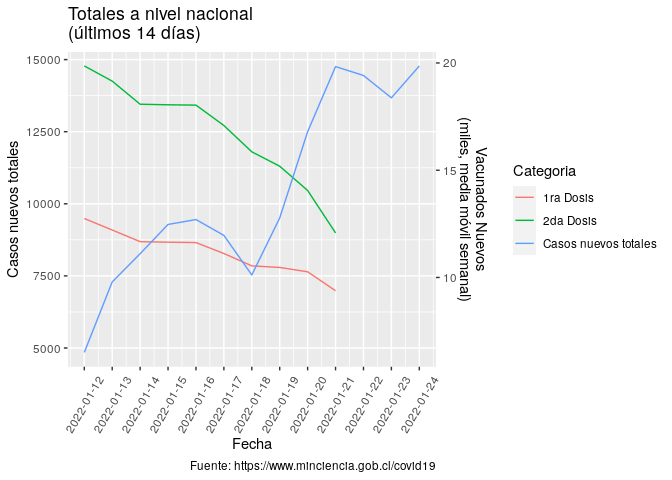 Totales a nivel nacional
(últimos 14 días)
15000
12500
10000
7500
5000
Casos nuevos totales
20
15
10
Vacunados Nuevos
(miles, media móvil semanal)
2022-01-12
2022-01-13
2022-01-14
2022-01-15
2022-01-16
2022-01-17
2022-01-18
2022-01-19
2022-01-20
2022-01-21
2022-01-22
2022-01-23
2022-01-24
Fecha
Categoria
1ra Dosis
2da Dosis
Casos nuevos totales
Fuente: https://www.minciencia.gob.cl/covid19